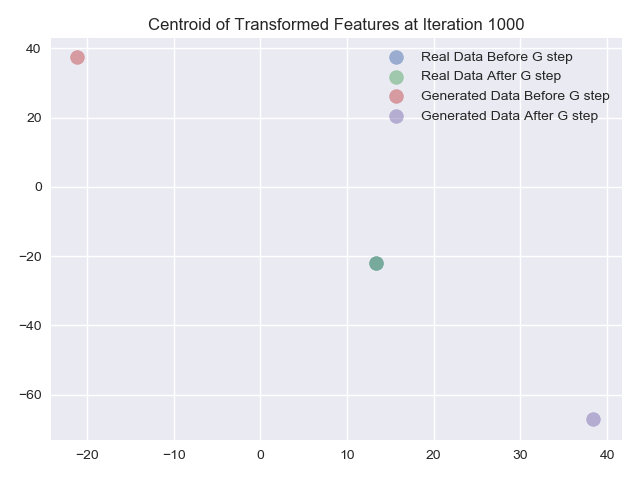 Centroid of Transformed Features at Iteration 1000
Real Data Before G step
Real Data After G step
Generated Data Before G step
Generated Data After G step
40
20
0
−20
−40
−60
−20
−10
0
10
20
30
40